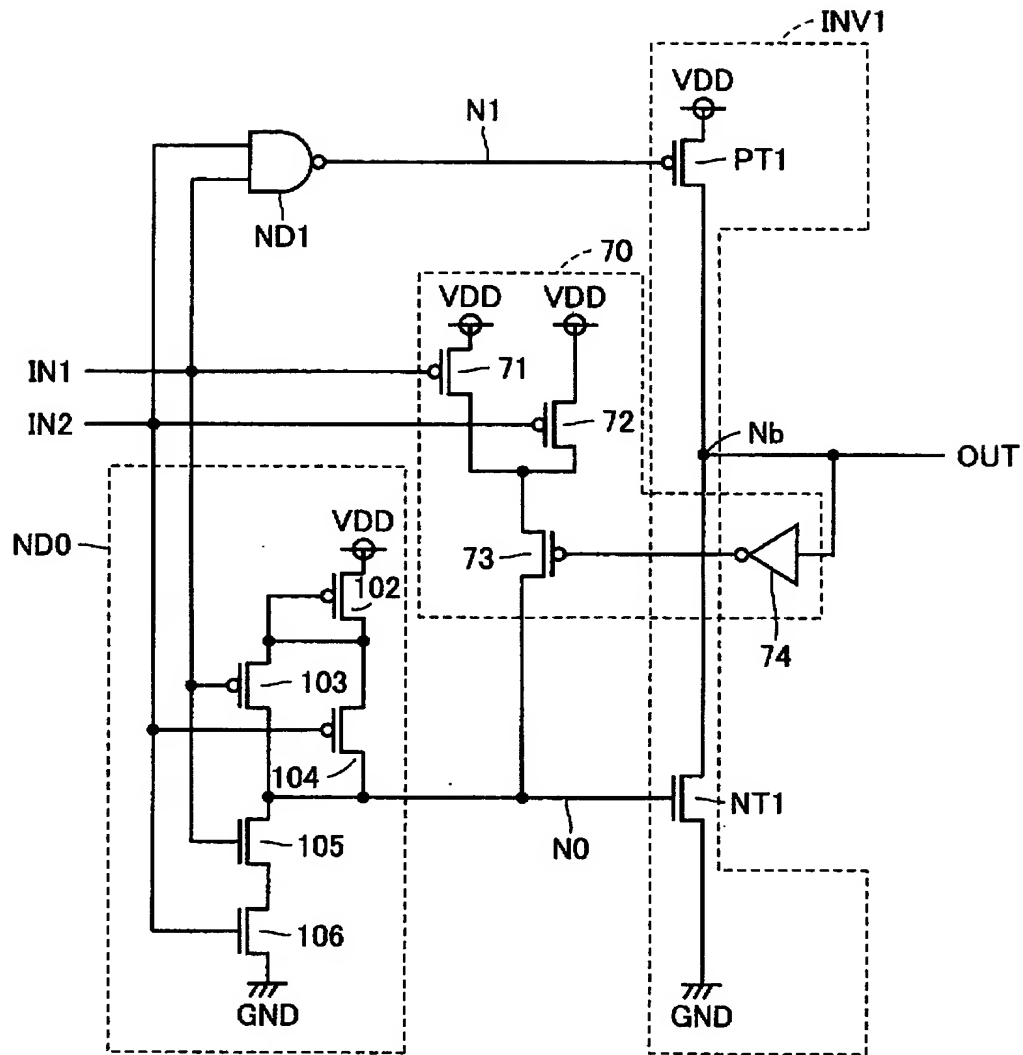 INV1
VDD
N1
PT1
ND1
70
VDD
VDD
IN1
71
IN2
72
Nb
OUT
ND0
VDD
73
102
74
103
104
NT1
N0
105
106
GND
GND